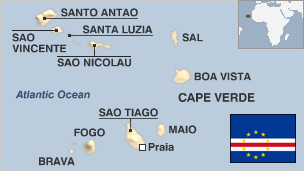 SANTO ANTAO
SANTA LUZIA
SAO
VINCENTE
SAL
SAO NICOLAU
BOA VISTA
Atlantic Ocean
CAPE VERDE
SAO TIAGO
MAIO
FOGO
Praia
BRAVA